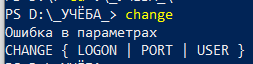 PS D:\_УЧЁБА_> change
Ошибка в параметрах
CHANGE { LOGON | PORT | USER }